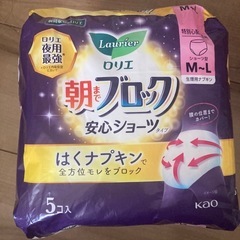 Laurier
ロリエ
ロリエ
夜用
最強
朝までブロック
安心ショーツタイプ
ショーツ型
M-L
生理用ナプキン
はくナプキンで
全方位モレをブロック
5コ入
Kao